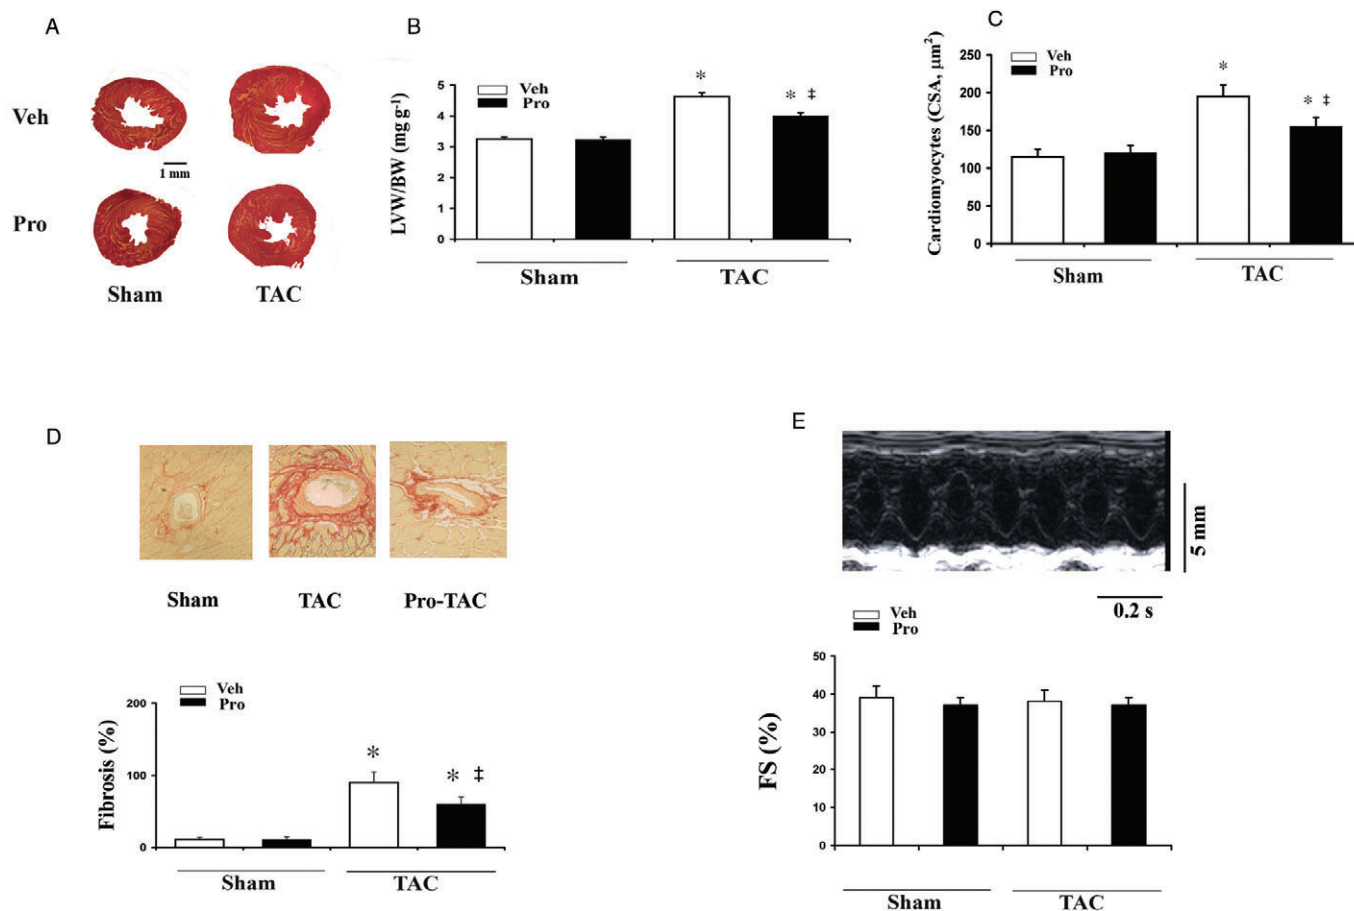 A
Veh
Pro
1 mm
Sham TAC
B
Veh
Pro
LVW/BW (mg g-1)
5
4
3
2
1
0
*
* ‡
Sham TAC
C
Veh
Pro
Cardiomyocytes (CSA, μm²)
250
200
150
100
50
0
*
* ‡
Sham TAC
D
Sham TAC Pro-TAC
Veh
Pro
Fibrosis (%)
200
100
0
*
* ‡
Sham TAC
E
5 mm
0.2 s
Veh
Pro
FS (%)
50
40
30
20
10
0
Sham TAC